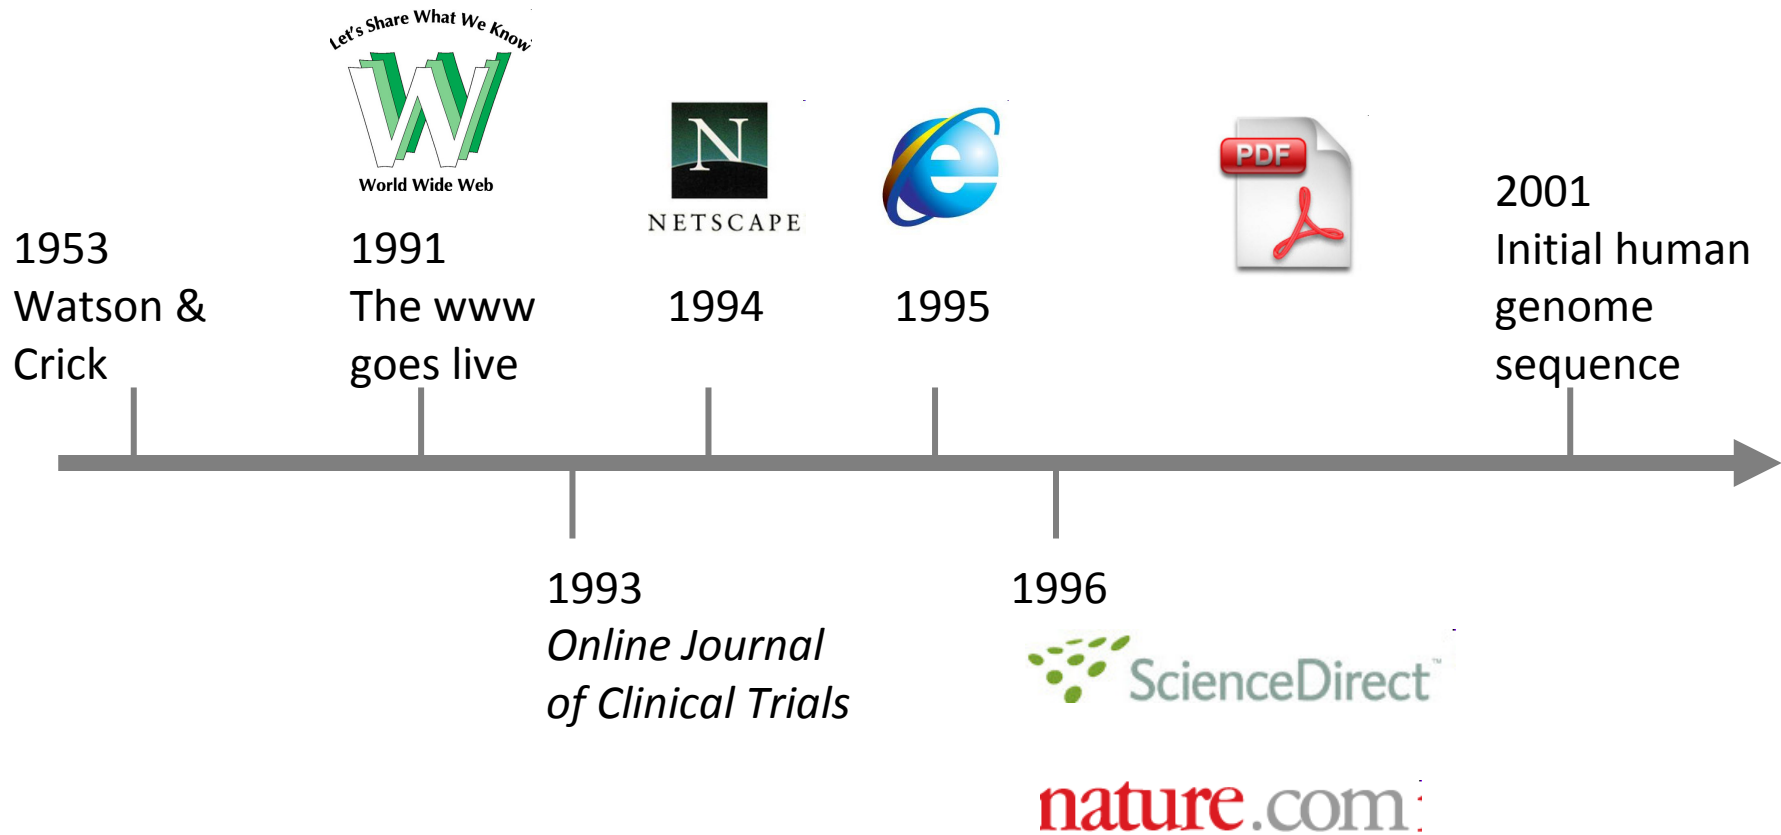 Let's Share What We Know
World Wide Web
N
NETSCAPE
e
PDF
1953
Watson &
Crick
1991
The www
goes live
1994
1995
2001
Initial human
genome
sequence
1993
Online Journal
of Clinical Trials
1996
ScienceDirect™
nature.com